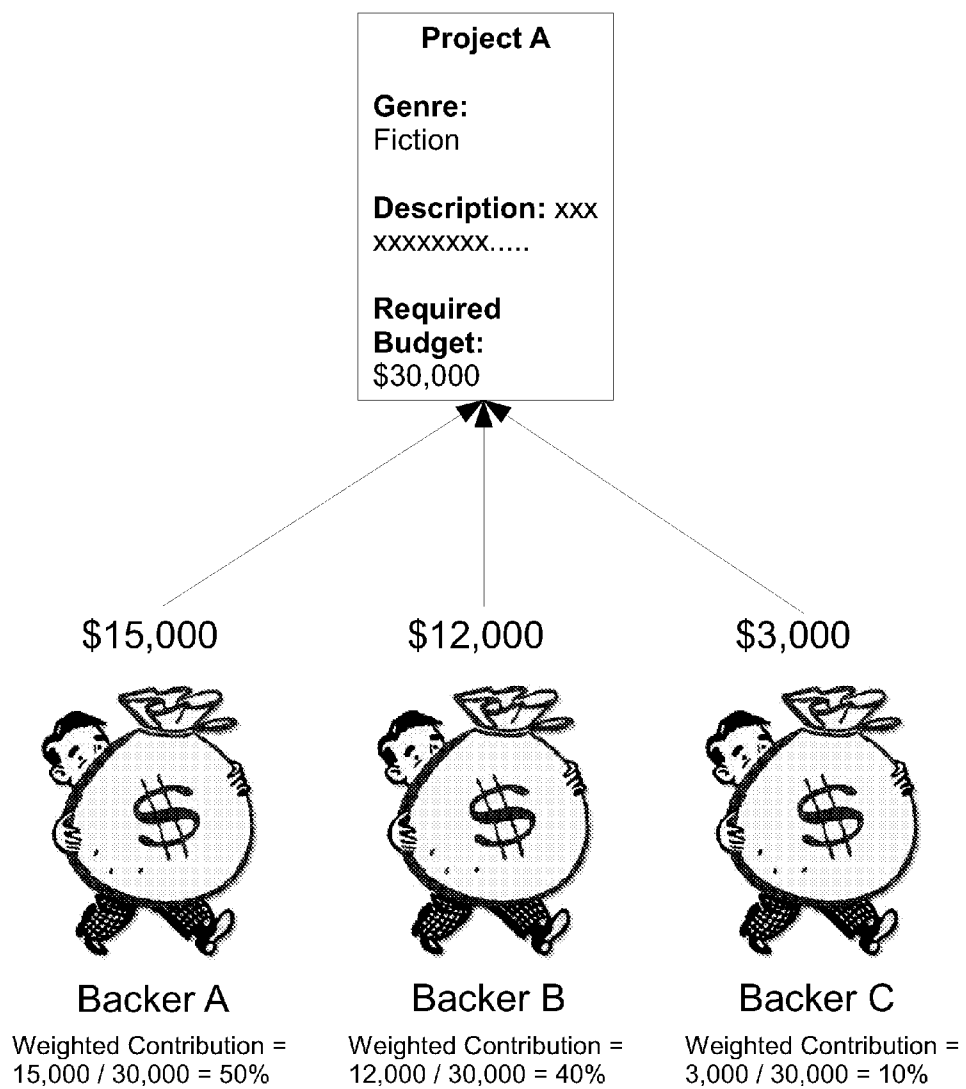 Project A
Genre:
Fiction
Description: xxx
xxxxxxxx.....
Required
Budget:
$30,000
$15,000
$12,000
$3,000
$
$
$
Backer A
Backer B
Backer C
Weighted Contribution =
15,000 / 30,000 = 50%
Weighted Contribution =
12,000 / 30,000 = 40%
Weighted Contribution =
3,000 / 30,000 = 10%